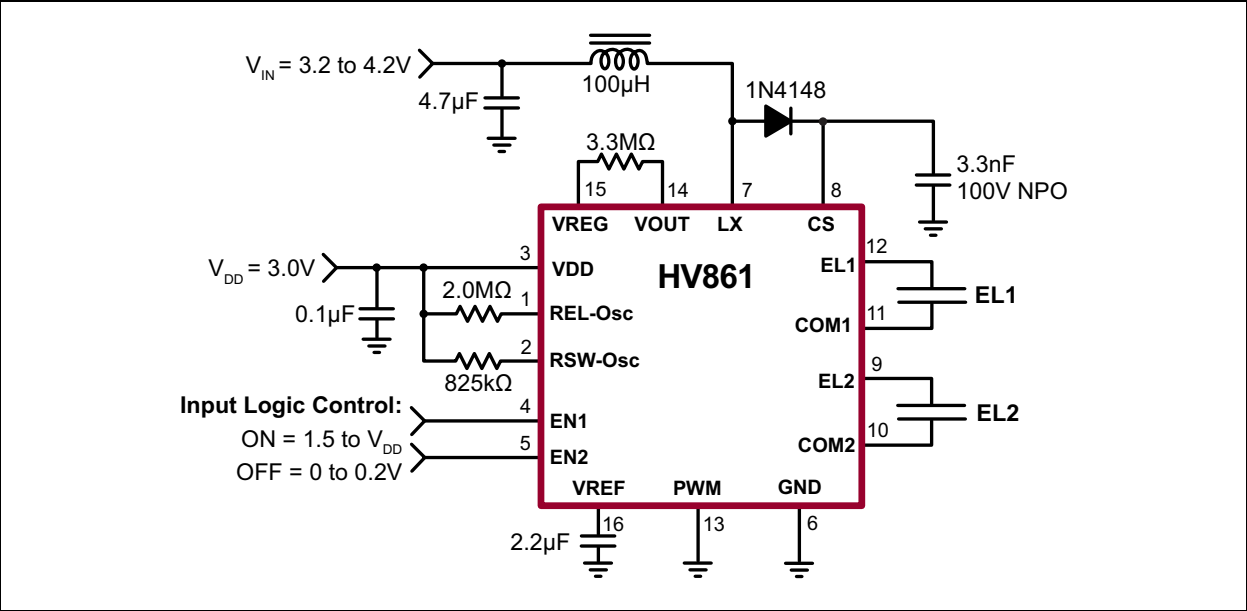 V_IN = 3.2 to 4.2V
100µH
4.7µF
1N4148
3.3MΩ
3.3nF
100V NPO
15
14
7
8
VREG
VOUT
LX
CS
12
V_DD = 3.0V
3
VDD
HV861
EL1
EL1
2.0MΩ
1
0.1µF
REL-Osc
11
COM1
2
RSW-Osc
9
825kΩ
EL2
EL2
Input Logic Control:
4
EN1
10
ON = 1.5 to V_DD
5
COM2
OFF = 0 to 0.2V
EN2
VREF
PWM
GND
16
13
6
2.2µF